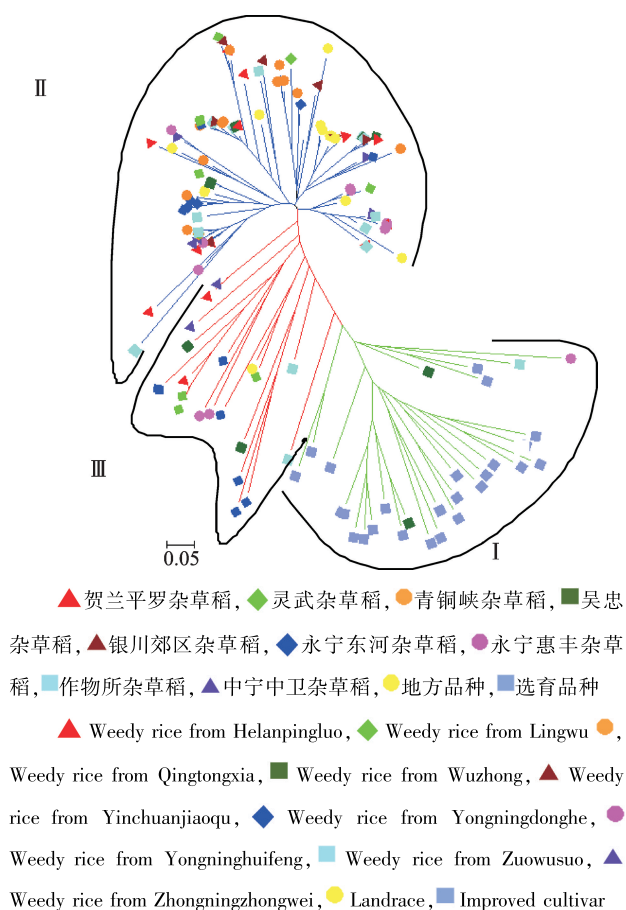 II
III
I
0.05
贺兰平罗杂草稻, 灵武杂草稻, 青铜峡杂草稻, 吴忠
杂草稻, 银川郊区杂草稻, 永宁东河杂草稻, 永宁惠丰杂草
稻, 作物所杂草稻, 中宁中卫杂草稻, 地方品种, 选育品种
Weedy rice from Helanpingluo, Weedy rice from Lingwu ,
Weedy rice from Qingtongxia, Weedy rice from Wuzhong, Weedy
rice from Yinchuanjiaoqu, Weedy rice from Yongningdonghe,
Weedy rice from Yongninghuifeng, Weedy rice from Zuowusuo,
Weedy rice from Zhongningzhongwei, Landrace, Improved cultivar